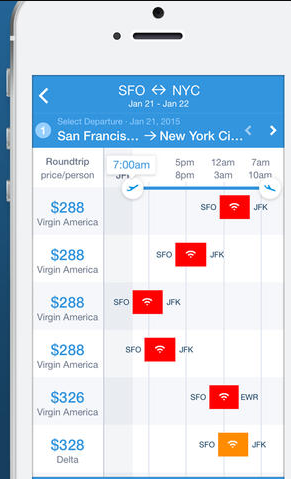 SFO ↔ NYC
Jan 21 - Jan 22
Select Departure - Jan 21, 2015
1 San Francis... → New York Ci...
Roundtrip
price/person
7:00am
JFK
5pm 12am 7am
8pm 3am 10am
$288
Virgin America
SFO JFK
$288
Virgin America
SFO JFK
$288
Virgin America
SFO JFK
$288
Virgin America
SFO JFK
$326
Virgin America
SFO EWR
$328
Delta
SFO JFK